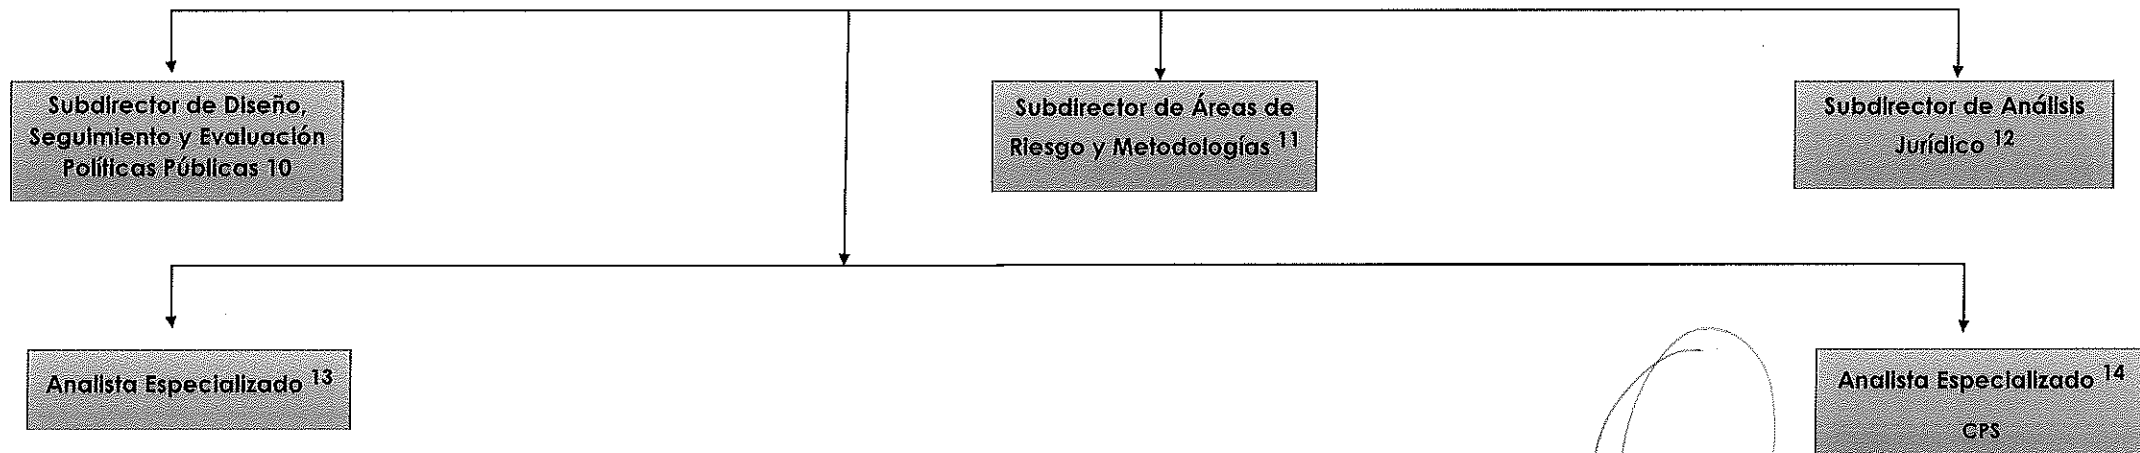 Subdirector de Diseño,
Seguimiento y Evaluación
Políticas Públicas 10
Subdirector de Áreas de
Riesgo y Metodologías 11
Subdirector de Análisis
Jurídico 12
Analista Especializado 13
Analista Especializado 14
CPS